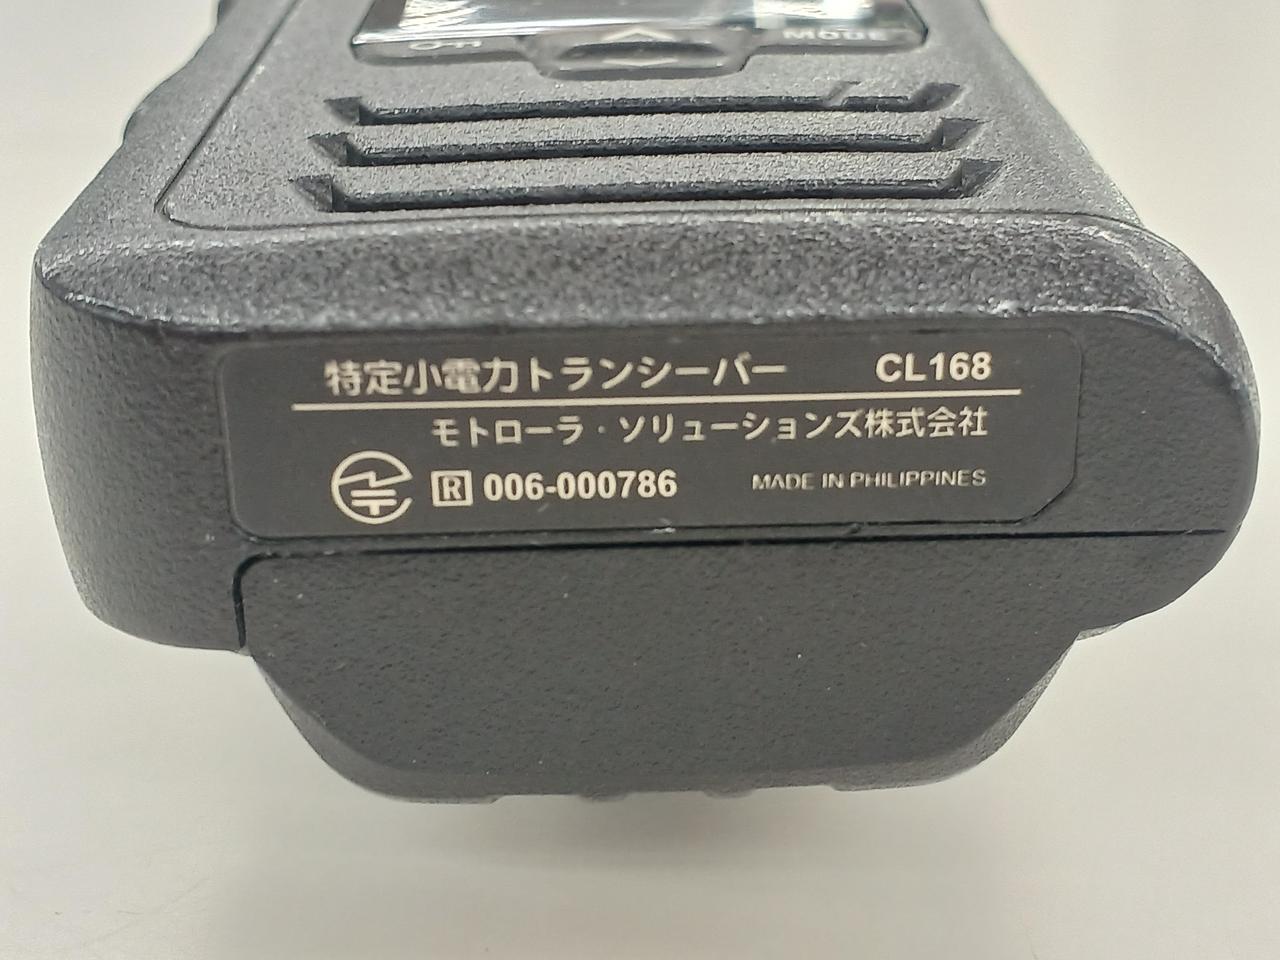 MODE
特定小電力トランシーバー CL168
モトローラ・ソリューションズ株式会社
R 006-000786 MADE IN PHILIPPINES